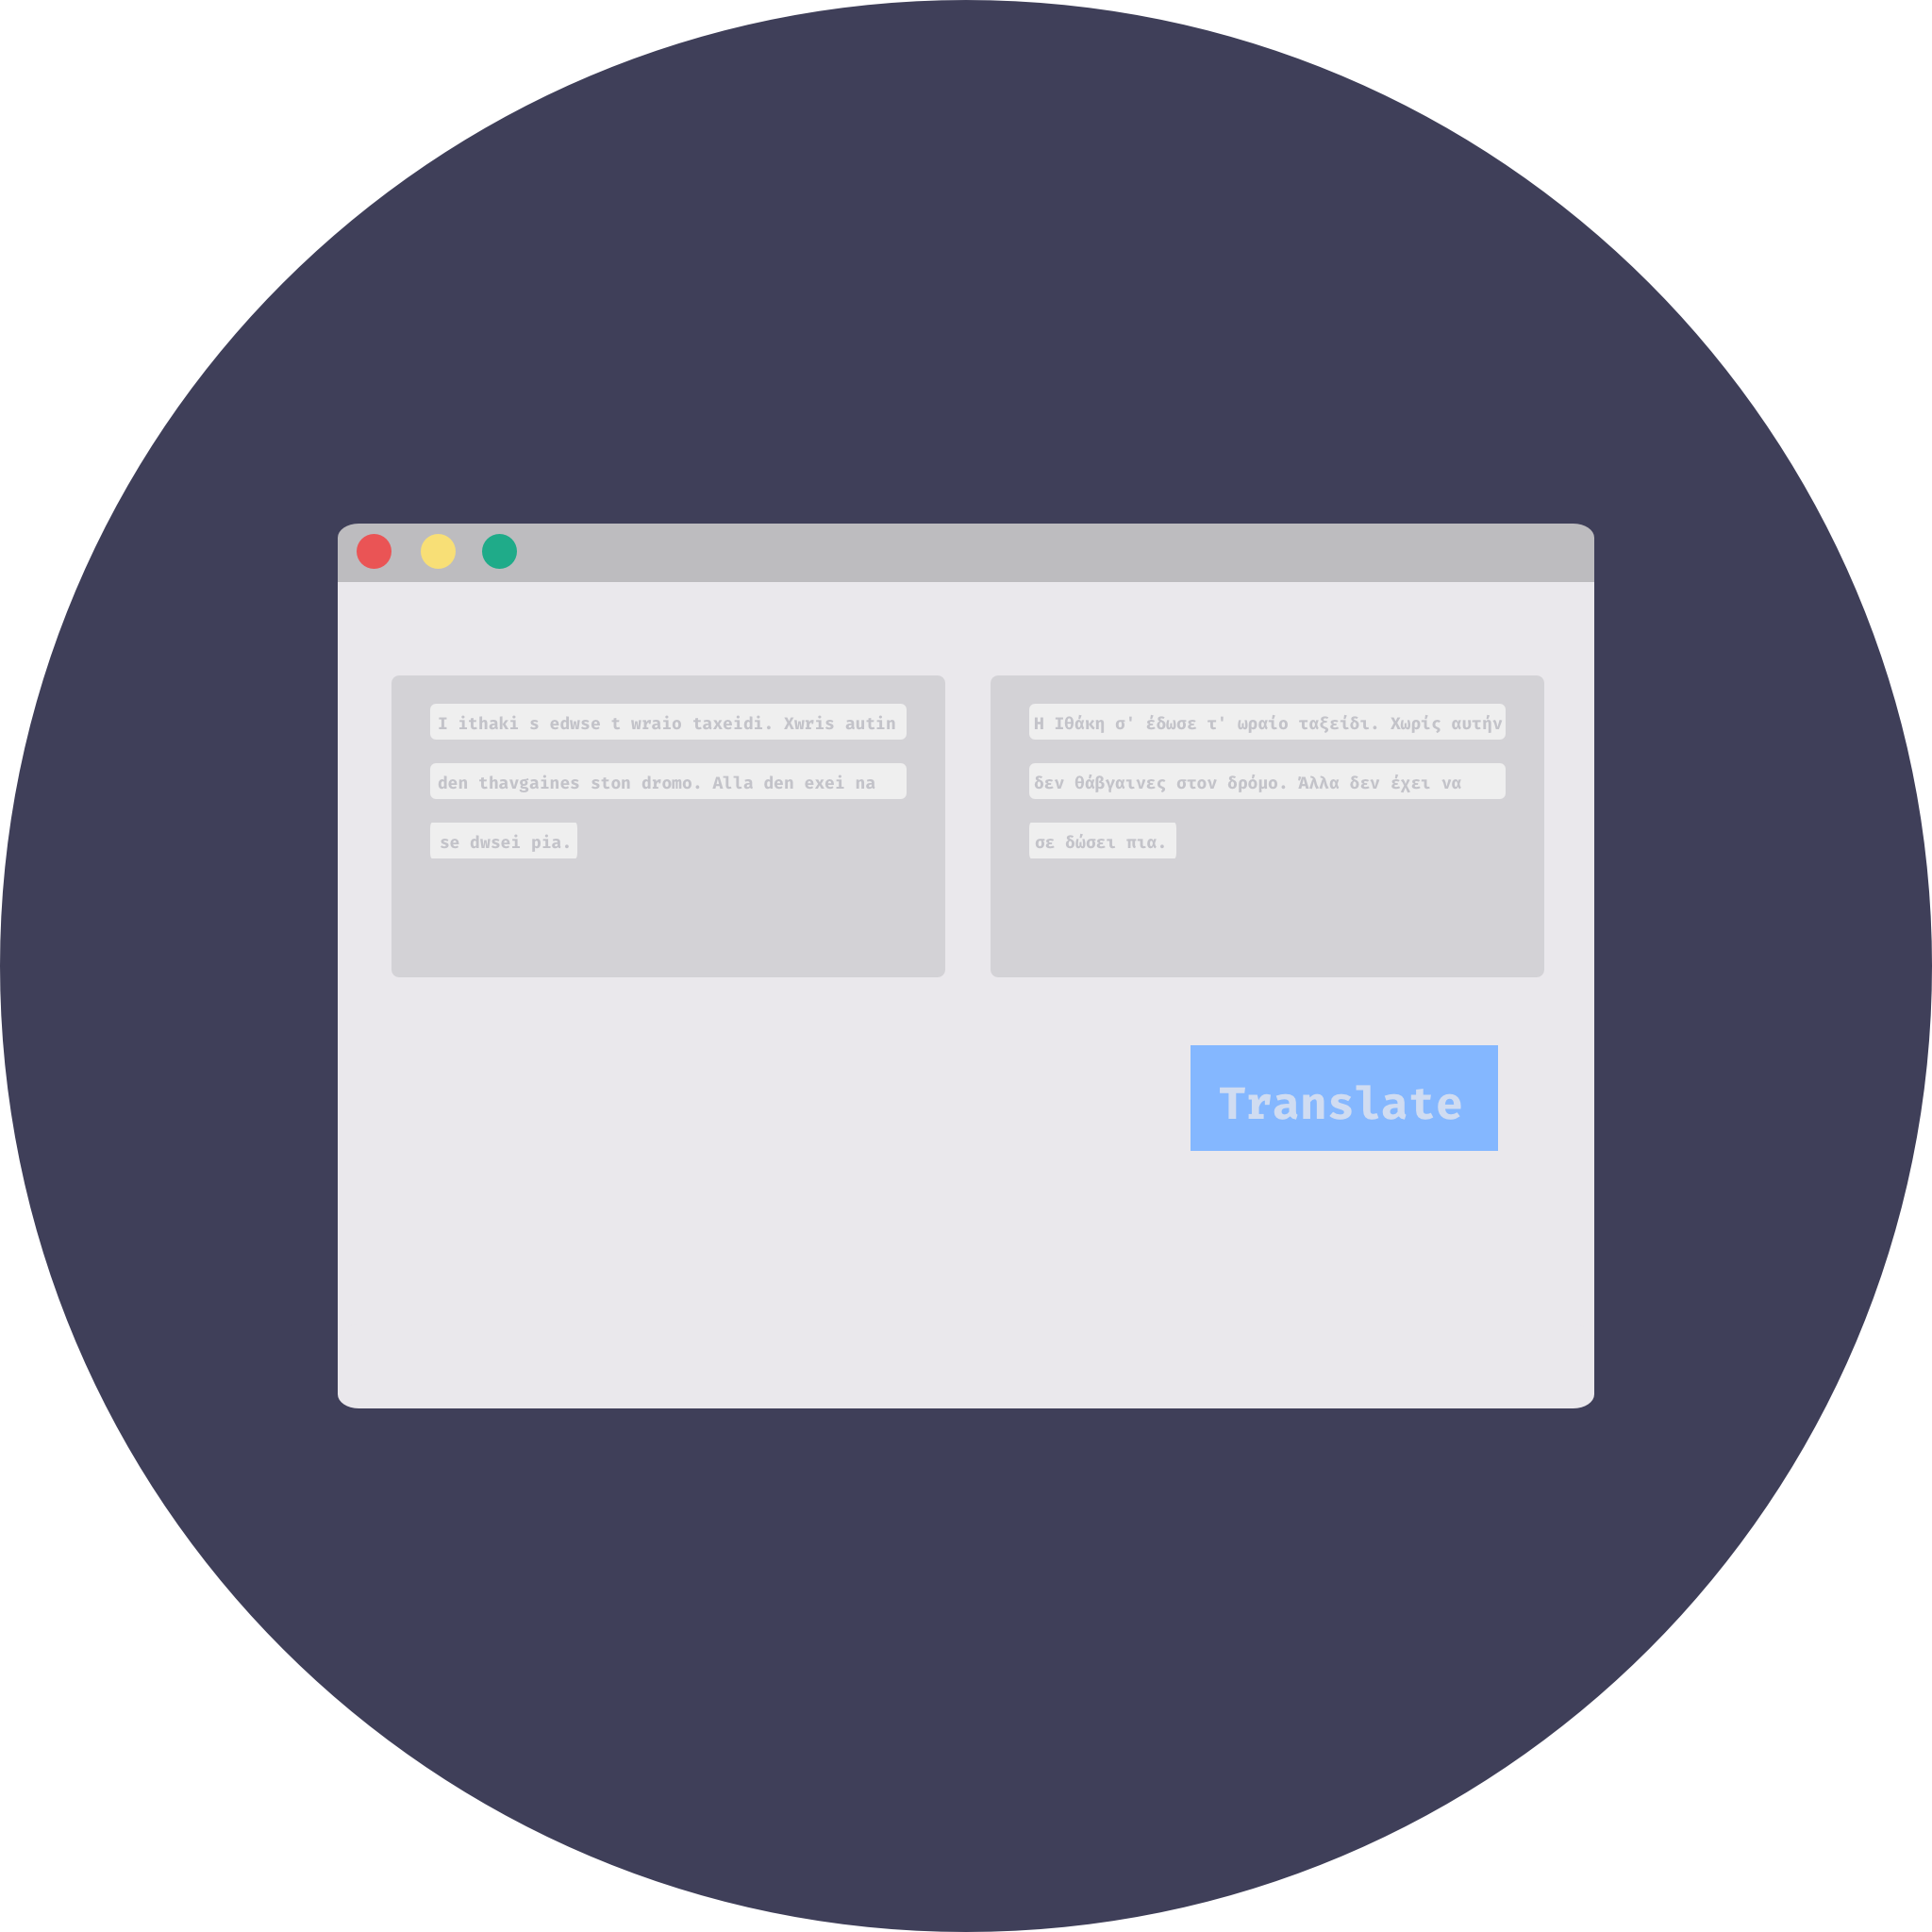 I ithaki s edwse t wraio taxeidi. Xwris autin
den thavgaines ston dromo. Alla den exei na
se dwsei pia.
Η Ιθάκη σ' έδωσε τ' ωραίο ταξείδι. Χωρίς αυτήν
δεν θάβγαινες στον δρόμο. Άλλα δεν έχει να
σε δώσει πια.
Translate